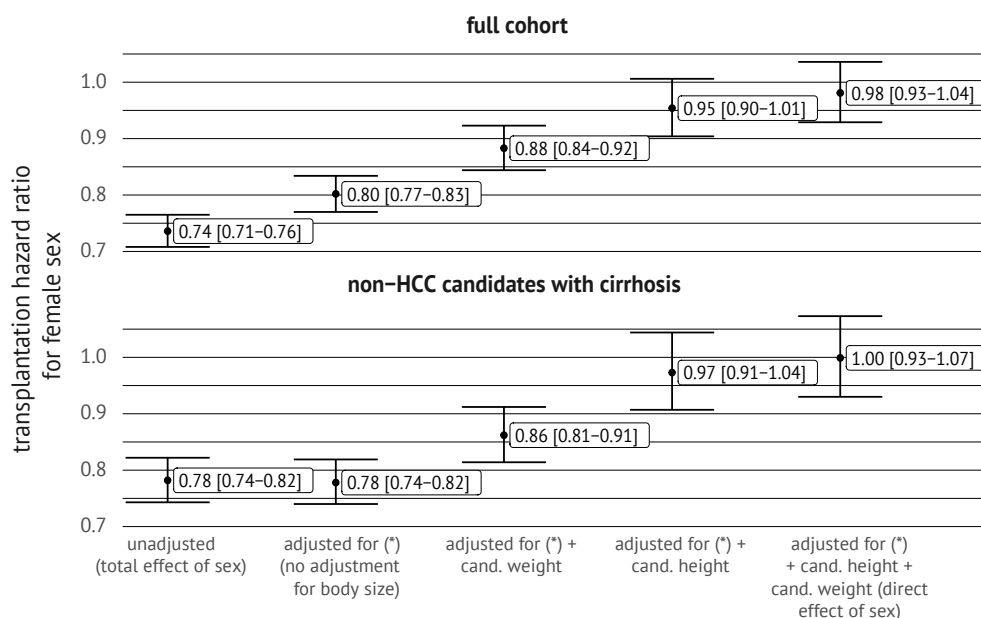 full cohort
transplantation hazard ratio
for female sex
1.0
0.9
0.8
0.7
0.74 [0.71−0.76]
0.80 [0.77−0.83]
0.88 [0.84−0.92]
0.95 [0.90−1.01]
0.98 [0.93−1.04]
non−HCC candidates with cirrhosis
1.0
0.9
0.8
0.7
0.78 [0.74−0.82]
0.78 [0.74−0.82]
0.86 [0.81−0.91]
0.97 [0.91−1.04]
1.00 [0.93−1.07]
unadjusted
(total effect of sex)
adjusted for (*)
(no adjustment
for body size)
adjusted for (*) +
cand. weight
adjusted for (*) +
cand. height
adjusted for (*)
+ cand. height +
cand. weight (direct
effect of sex)